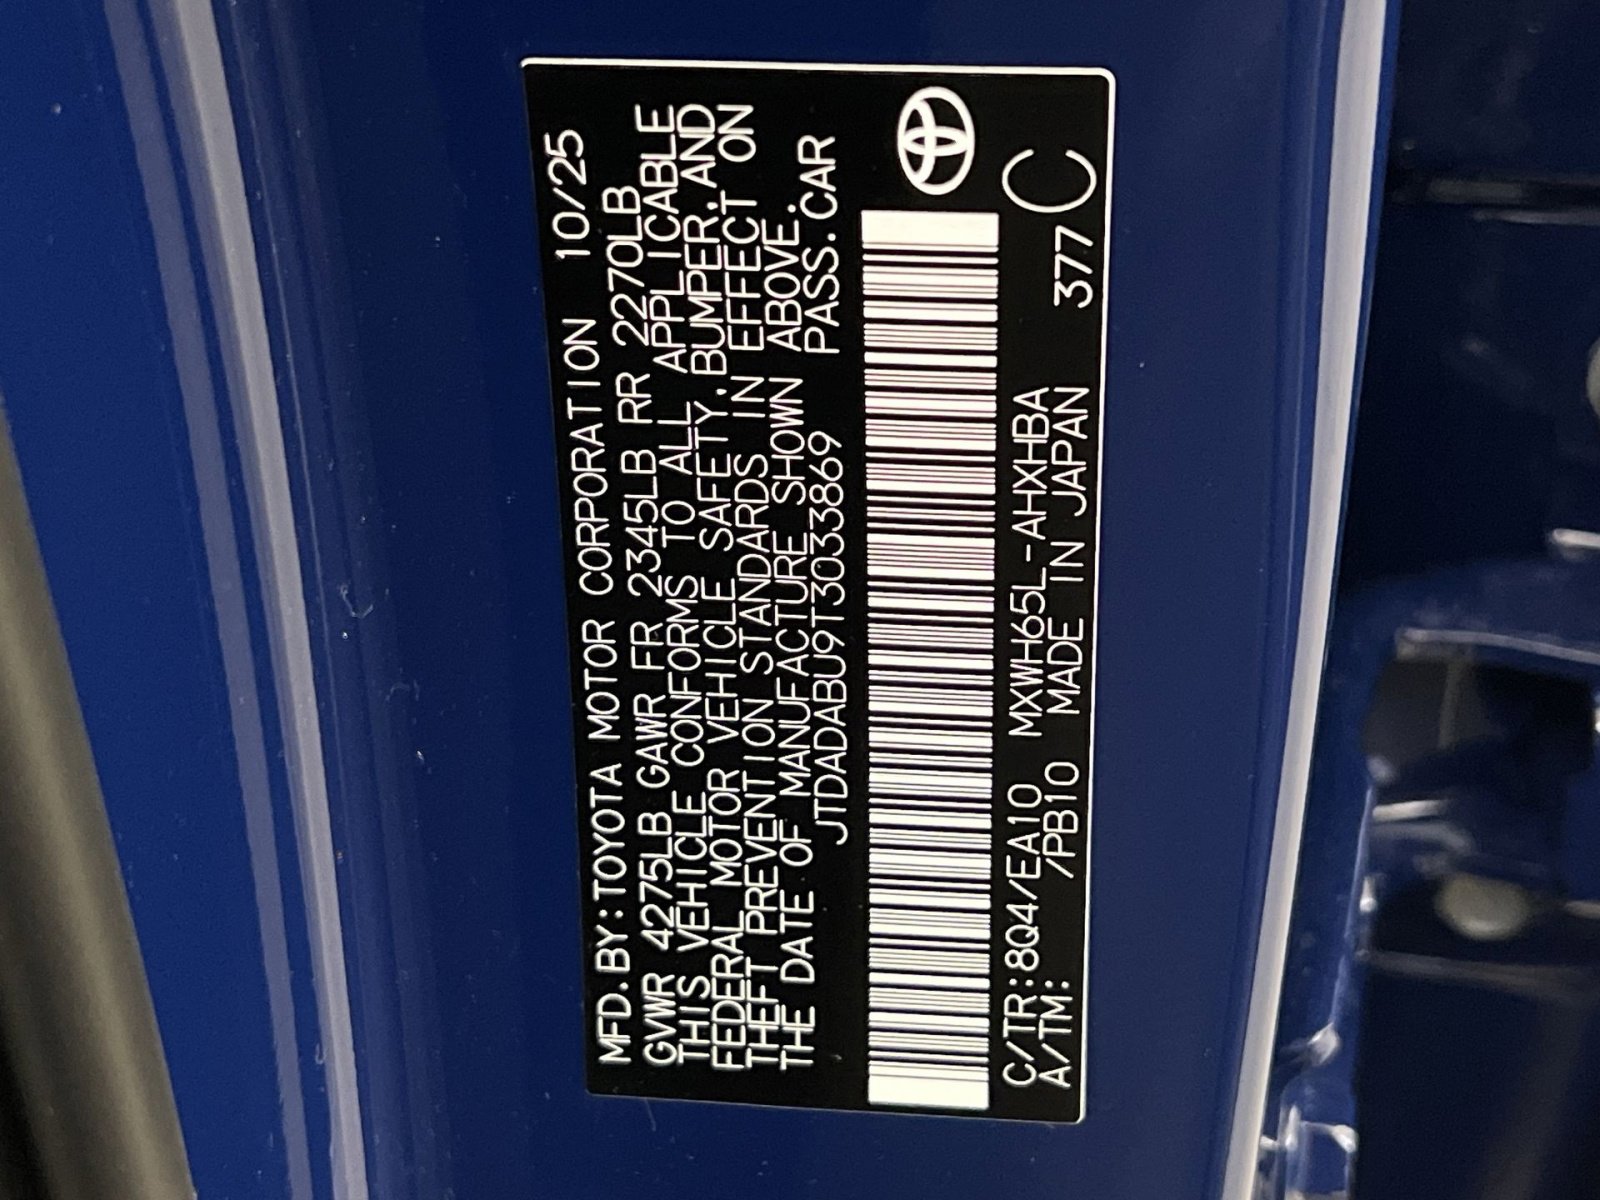 MFD.BY:TOYOTA MOTOR CORPORATION 10/25
GVWR 4275LB GAWR FR 2345LB RR 2270LB
THIS VEHICLE CONFORMS TO ALL APPLICABLE
FEDERAL MOTOR VEHICLE SAFETY,BUMPER,AND
THEFT PREVENTION STANDARDS IN EFFECT ON
THE DATE OF MANUFACTURE SHOWN ABOVE.
JTDADABU9T3033869 PASS.CAR
C/TR:8Q4/EA10 MXWH65L-AHXHBA
A/TM: /PB10 MADE IN JAPAN 377 C